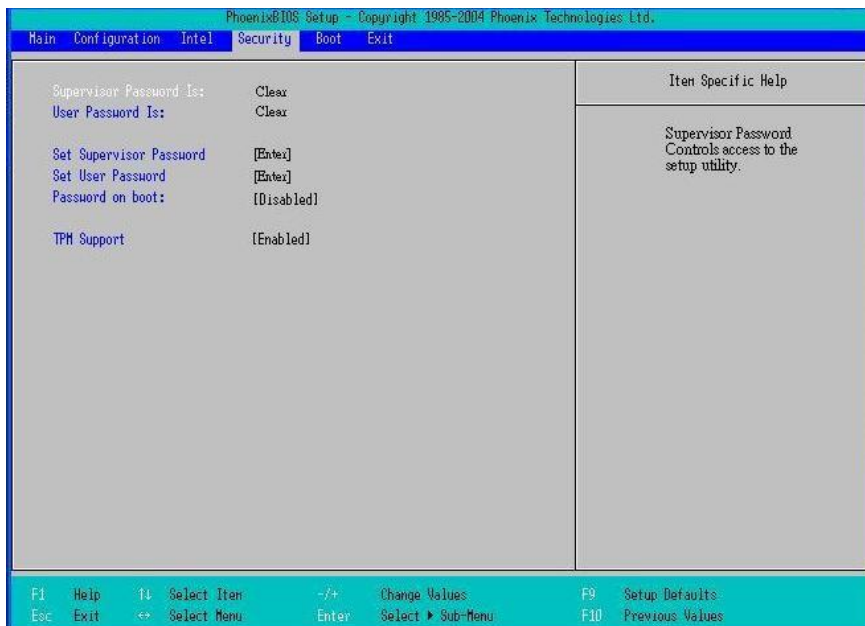 PhoenixBIOS Setup - Copyright 1985-2004 Phoenix Technologies Ltd.
Main Configuration Intel Security Boot Exit
Item Specific Help
Supervisor Password Is: Clear
User Password Is: Clear
Set Supervisor Password [Enter]
Set User Password [Enter]
Password on boot: [Disabled]
TPM Support [Enabled]
Supervisor Password
Controls access to the
setup utility.
F1 Help ↑↓ Select Item -/+ Change Values F9 Setup Defaults
Esc Exit ↔ Select Menu Enter Select ▶ Sub-Menu F10 Previous Values